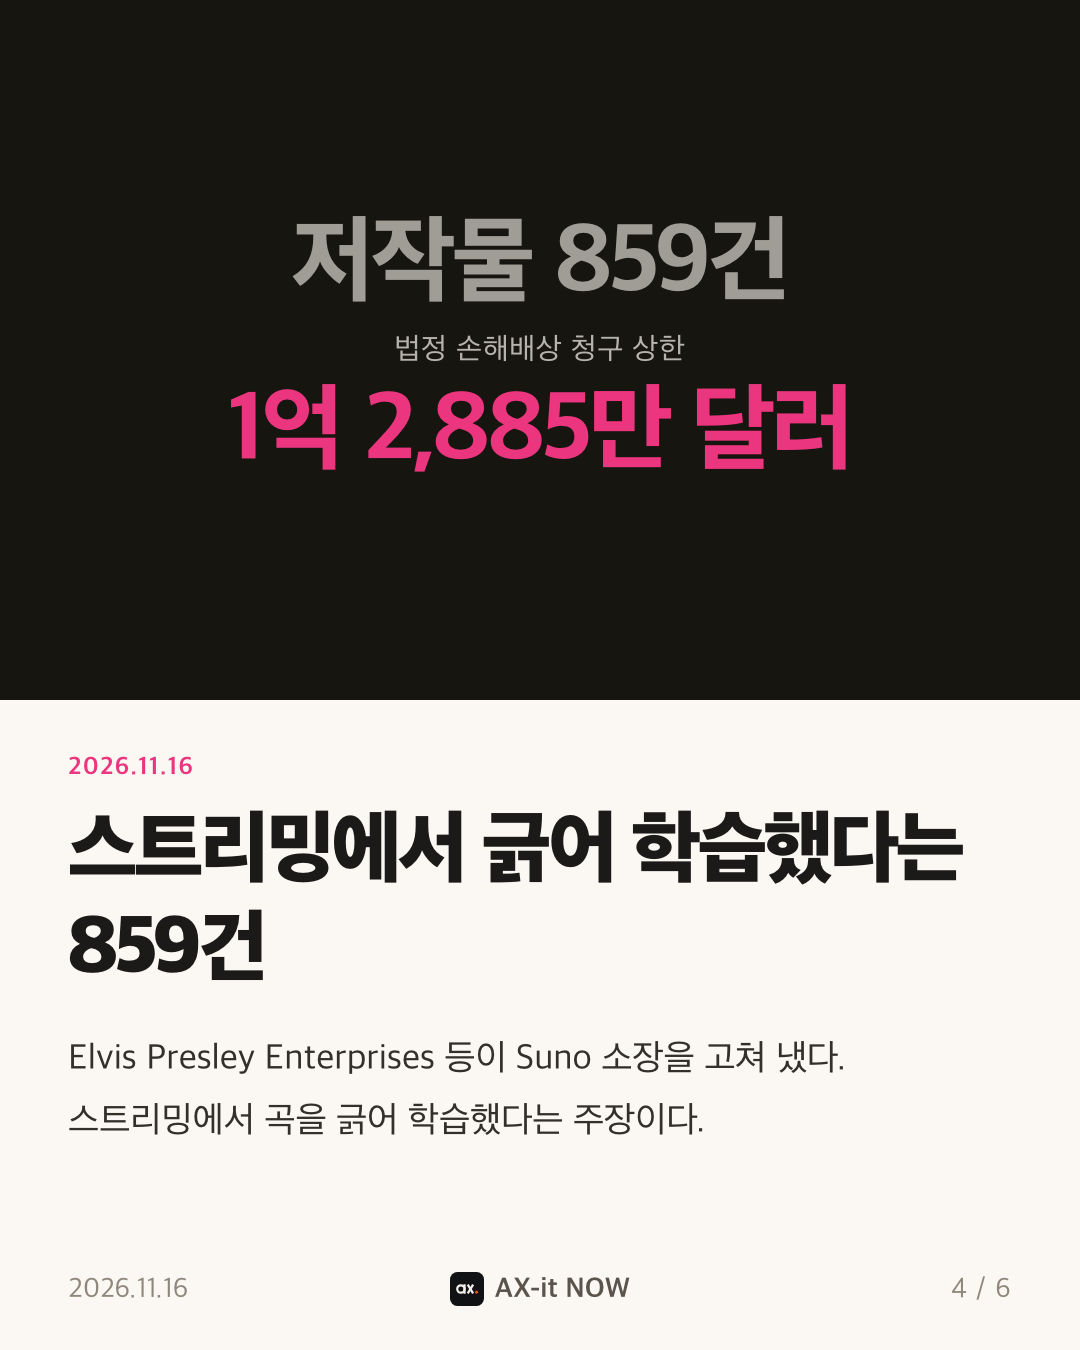 저작물 859건
법정 손해배상 청구 상한
1억 2,885만 달러
2026.11.16
스트리밍에서 긁어 학습했다는
859건
Elvis Presley Enterprises 등이 Suno 소장을 고쳐 냈다.
스트리밍에서 곡을 긁어 학습했다는 주장이다.
2026.11.16
ax. AX-it NOW
4 / 6